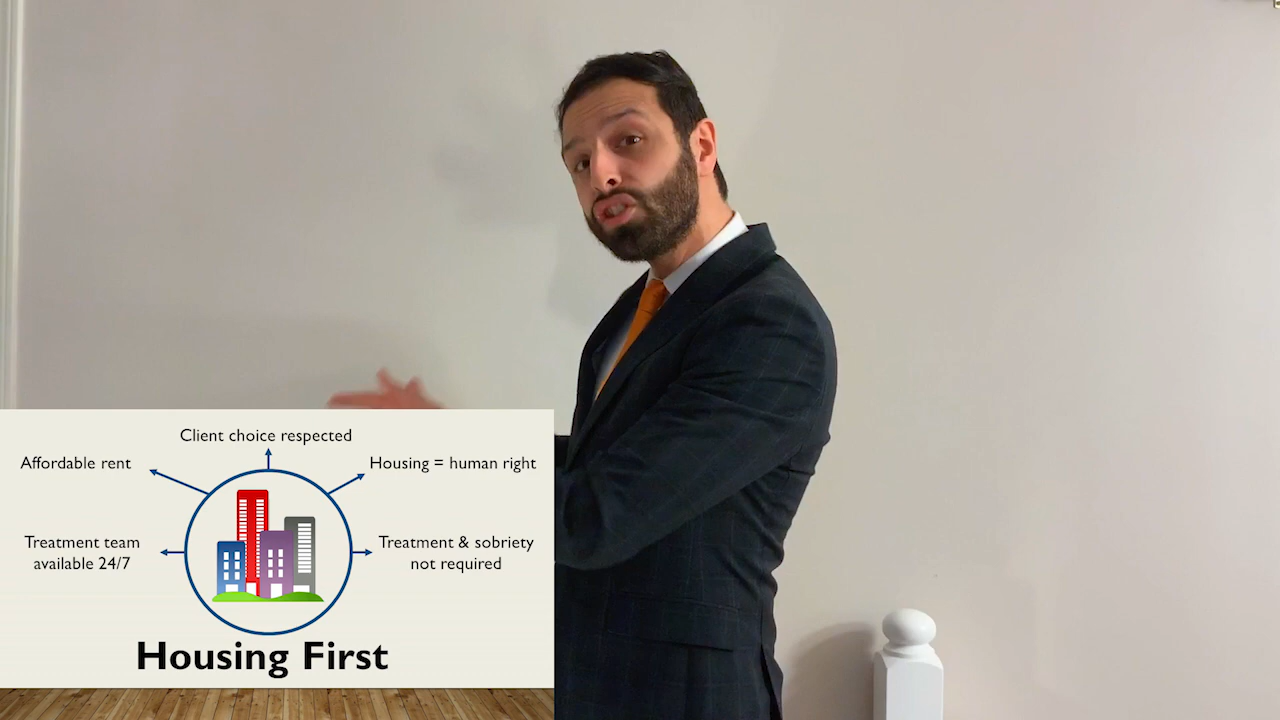 Client choice respected
Affordable rent
Housing = human right
Treatment team
available 24/7
Treatment & sobriety
not required
Housing First